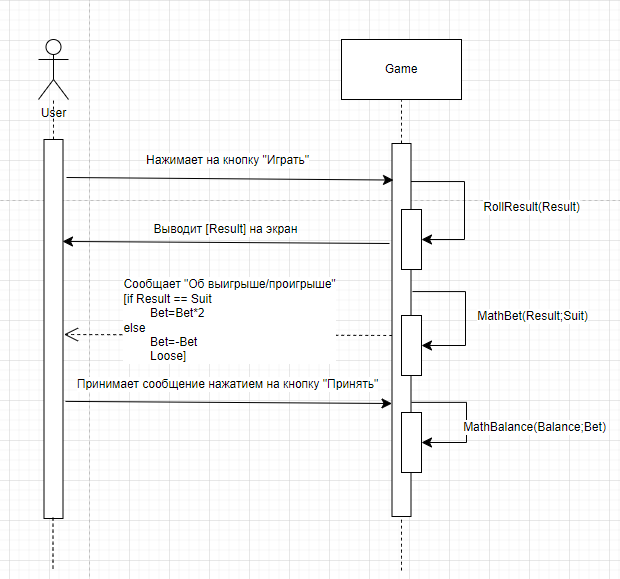 User
Game
Нажимает на кнопку "Играть"
RollResult(Result)
Выводит [Result] на экран
Сообщает "Об выигрыше/проигрыше"
[if Result == Suit
Bet=Bet*2
else
Bet=-Bet
Loose]
MathBet(Result;Suit)
Принимает сообщение нажатием на кнопку "Принять"
MathBalance(Balance;Bet)